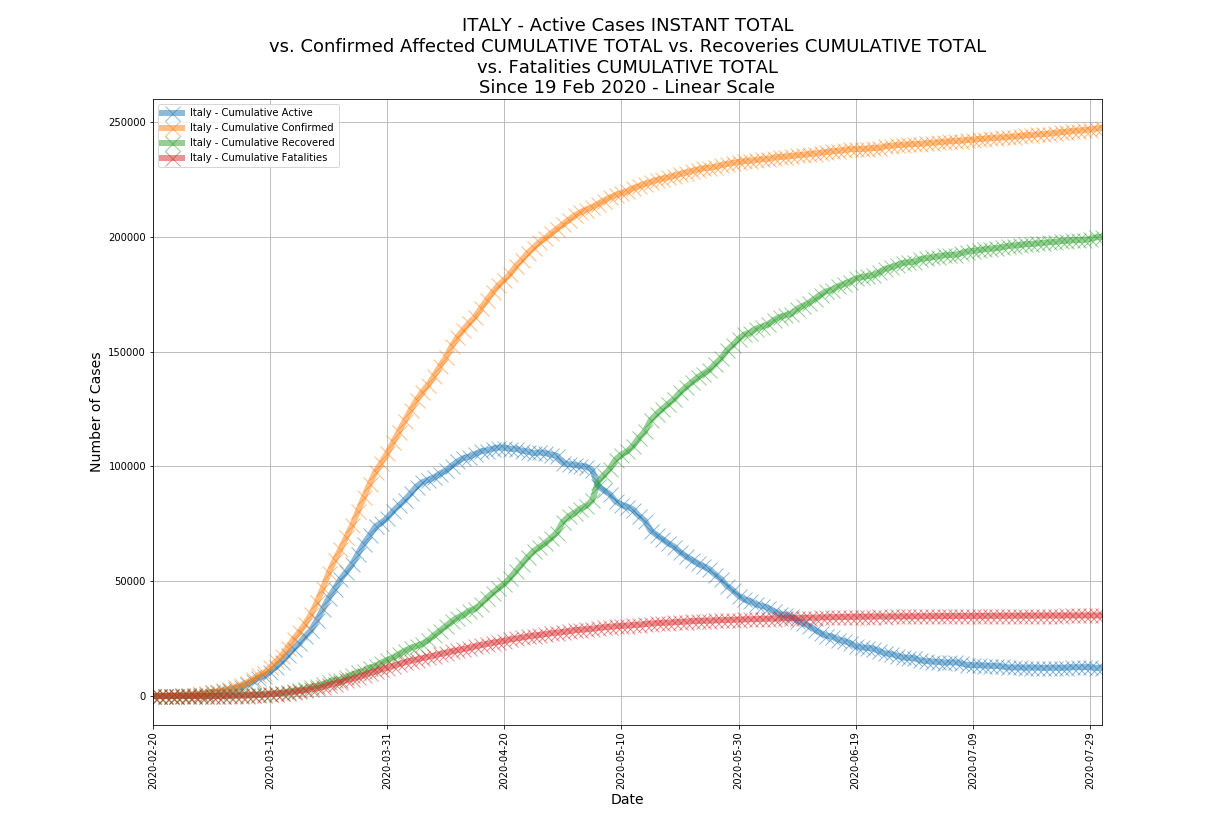 ITALY - Active Cases INSTANT TOTAL
vs. Confirmed Affected CUMULATIVE TOTAL vs. Recoveries CUMULATIVE TOTAL
vs. Fatalities CUMULATIVE TOTAL
Since 19 Feb 2020 - Linear Scale
Italy - Cumulative Active
Italy - Cumulative Confirmed
Italy - Cumulative Recovered
Italy - Cumulative Fatalities
Number of Cases
250000
200000
150000
100000
50000
0
2020-02-20
2020-03-11
2020-03-31
2020-04-20
2020-05-10
2020-05-30
2020-06-19
2020-07-09
2020-07-29
Date